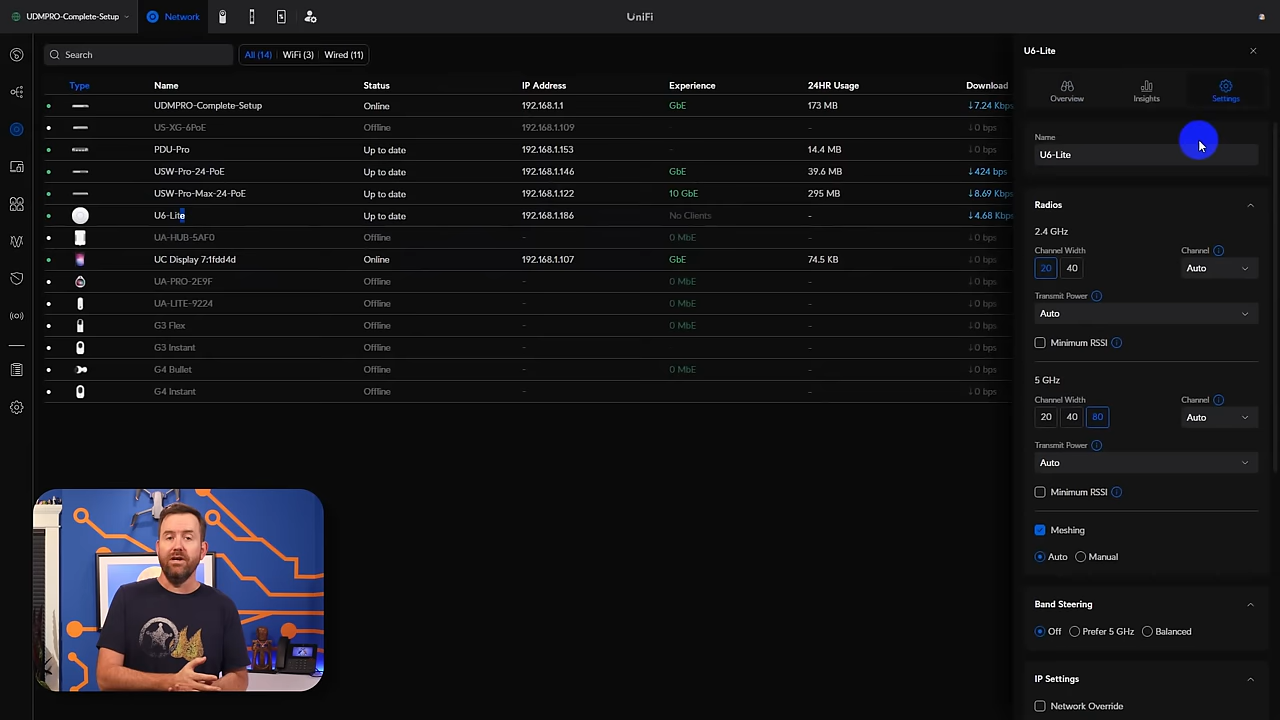 UDMPRO-Complete-Setup
Network
UniFi
Search
All (14) WiFi (3) Wired (11)
Type Name Status IP Address Experience 24HR Usage Download
UDMPRO-Complete-Setup Online 192.168.1.1 GbE 173 MB ↓7.24 Kbps
US-XG-6PoE Offline 192.168.1.109 - - ↓0 bps
PDU-Pro Up to date 192.168.1.153 - 14.4 MB ↓0 bps
USW-Pro-24-PoE Up to date 192.168.1.146 GbE 39.6 MB ↓424 bps
USW-Pro-Max-24-PoE Up to date 192.168.1.122 10 GbE 295 MB ↓8.69 Kbps
U6-Lite Up to date 192.168.1.186 No Clients - ↓4.68 Kbps
UA-HUB-5AF0 Offline - 0 MbE - ↓0 bps
UC Display 7:1fdd4d Online 192.168.1.107 GbE 74.5 KB ↓0 bps
UA-PRO-2E9F Offline - 0 MbE - ↓0 bps
UA-LITE-9224 Offline - 0 MbE - ↓0 bps
G3 Flex Offline - 0 MbE - ↓0 bps
G3 Instant Offline - - ↓0 bps
G4 Bullet Offline - 0 MbE - ↓0 bps
G4 Instant Offline - - ↓0 bps
U6-Lite
Overview Insights Settings
Name
U6-Lite
Radios
2.4 GHz
Channel Width Channel
20 40 Auto
Transmit Power
Auto
Minimum RSSI
5 GHz
Channel Width Channel
20 40 80 Auto
Transmit Power
Auto
Minimum RSSI
Meshing
Auto Manual
Band Steering
Off Prefer 5 GHz Balanced
IP Settings
Network Override